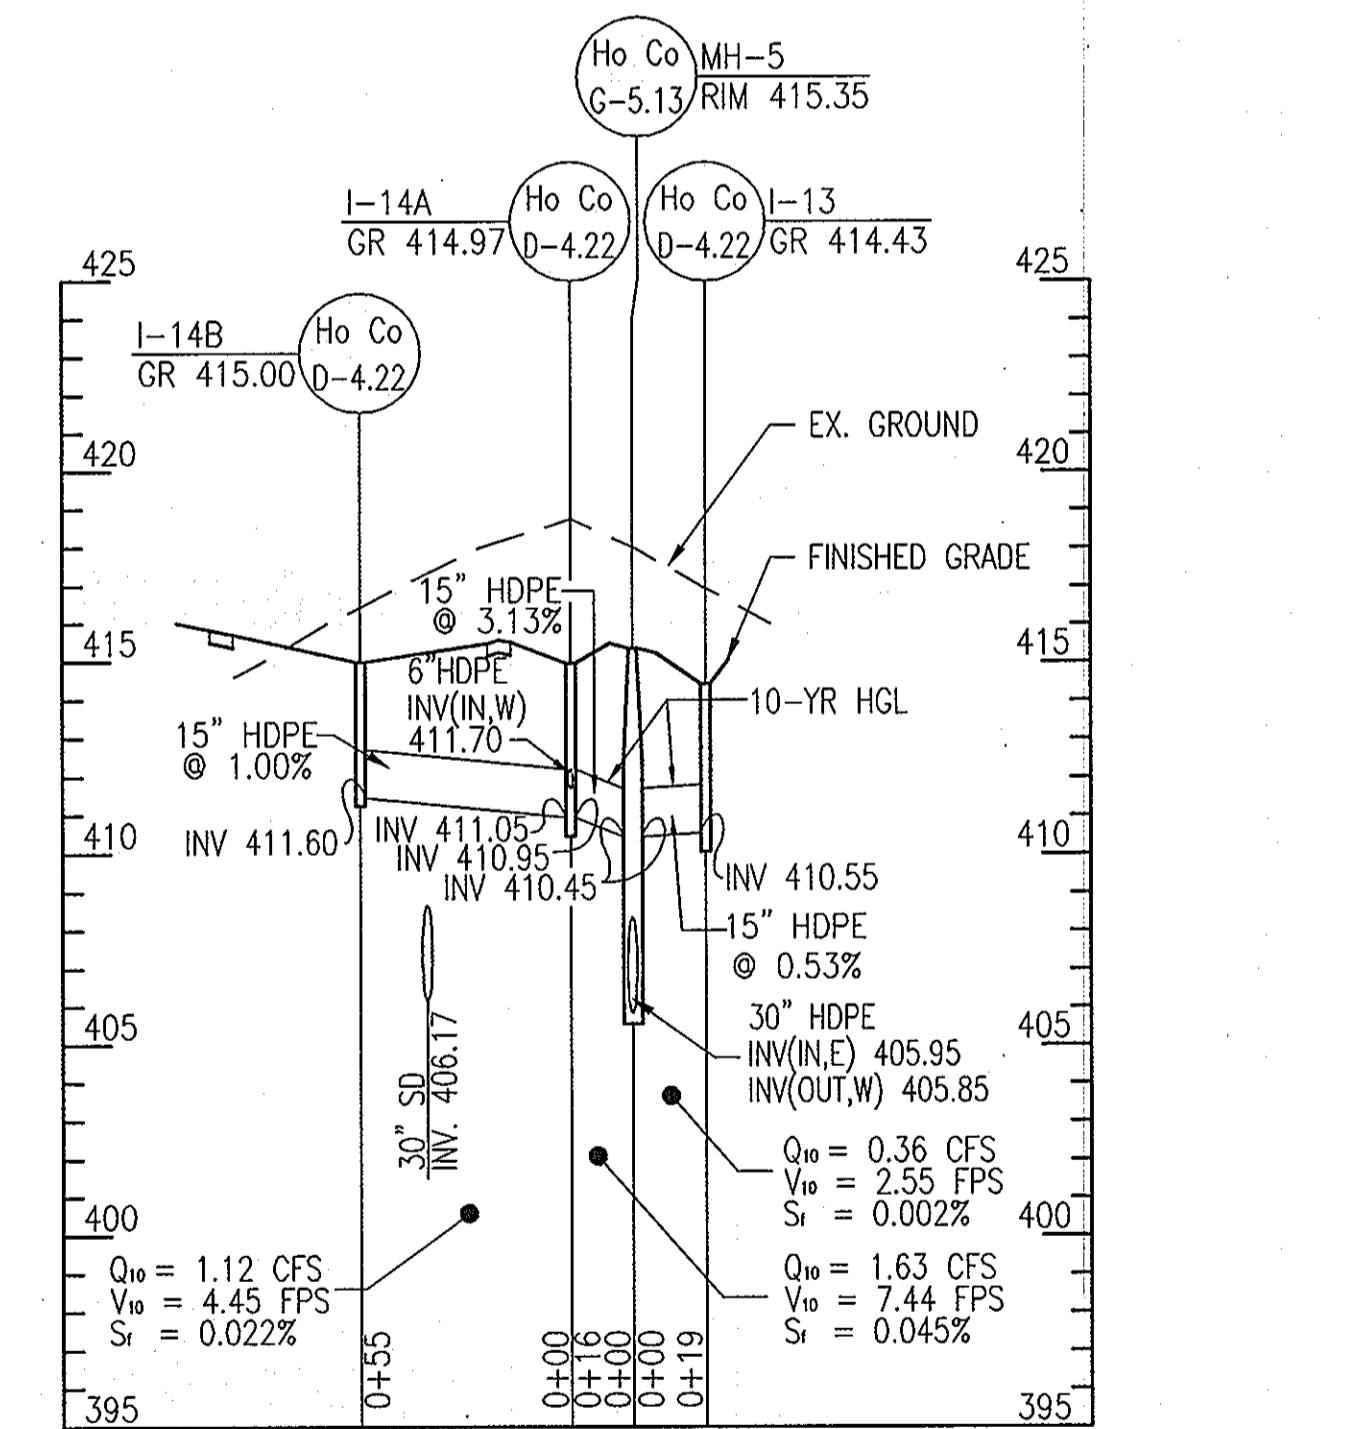 Ho Co
G-5.13
MH-5
RIM 415.35
I-14A
GR 414.97
Ho Co
D-4.22
Ho Co
D-4.22
I-13
GR 414.43
425
425
I-14B
GR 415.00
Ho Co
D-4.22
EX. GROUND
420
420
FINISHED GRADE
15" HDPE
@ 3.13%
415
415
6"HDPE
INV(IN,W)
411.70
10-YR HGL
15" HDPE
@ 1.00%
INV 411.60
INV 411.05
INV 410.95
INV 410.45
410
410
INV 410.55
15" HDPE
@ 0.53%
30" HDPE
INV(IN,E) 405.95
INV(OUT,W) 405.85
405
405
30" SD
INV. 406.17
Q10 = 0.36 CFS
V10 = 2.55 FPS
Sf = 0.002%
400
400
Q10 = 1.12 CFS
V10 = 4.45 FPS
Sf = 0.022%
Q10 = 1.63 CFS
V10 = 7.44 FPS
Sf = 0.045%
0+55
0+00
0+16
0+00
0+00
0+19
395
395